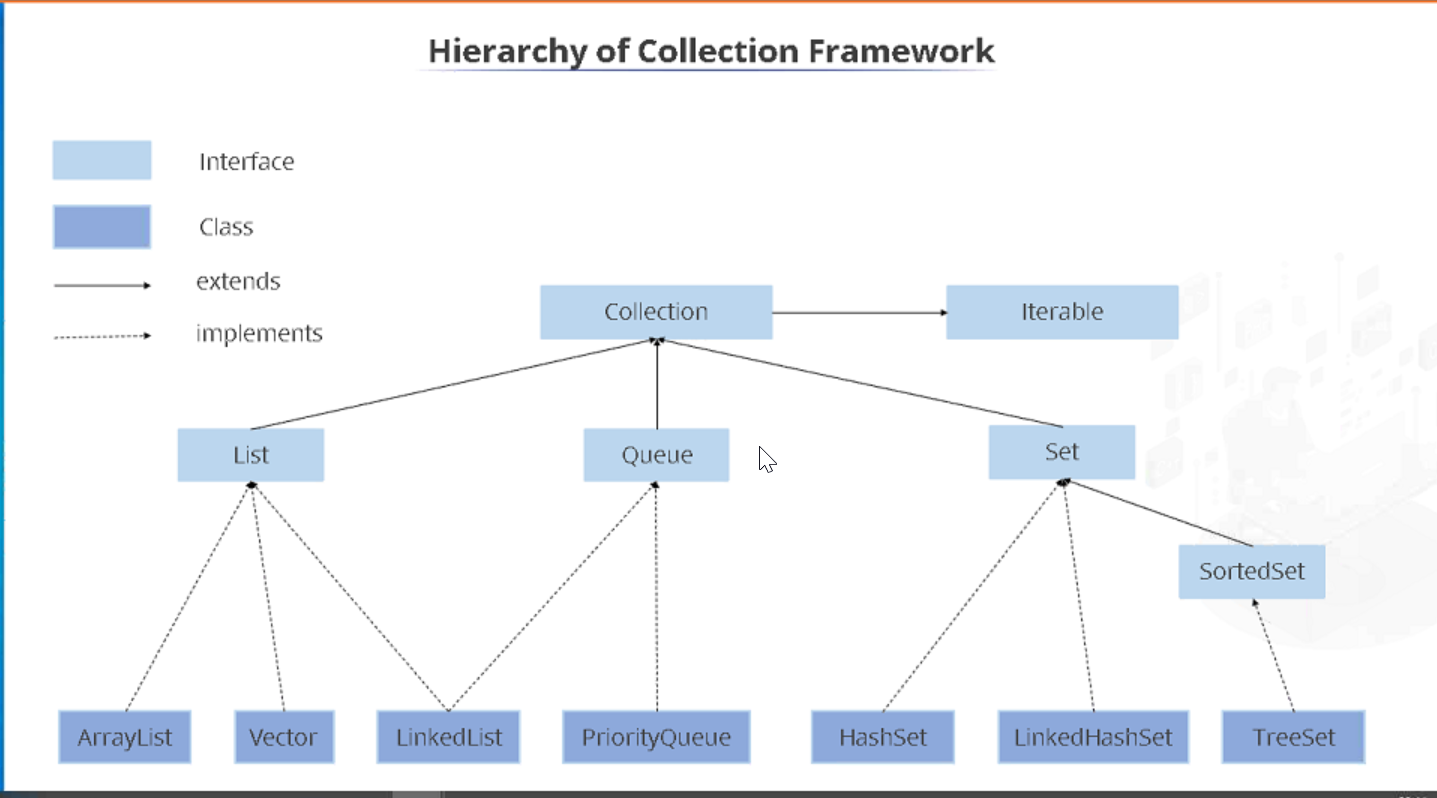 Hierarchy of Collection Framework
Interface
Class
extends
implements
Collection
Iterable
List
Queue
Set
SortedSet
ArrayList
Vector
LinkedList
PriorityQueue
HashSet
LinkedHashSet
TreeSet